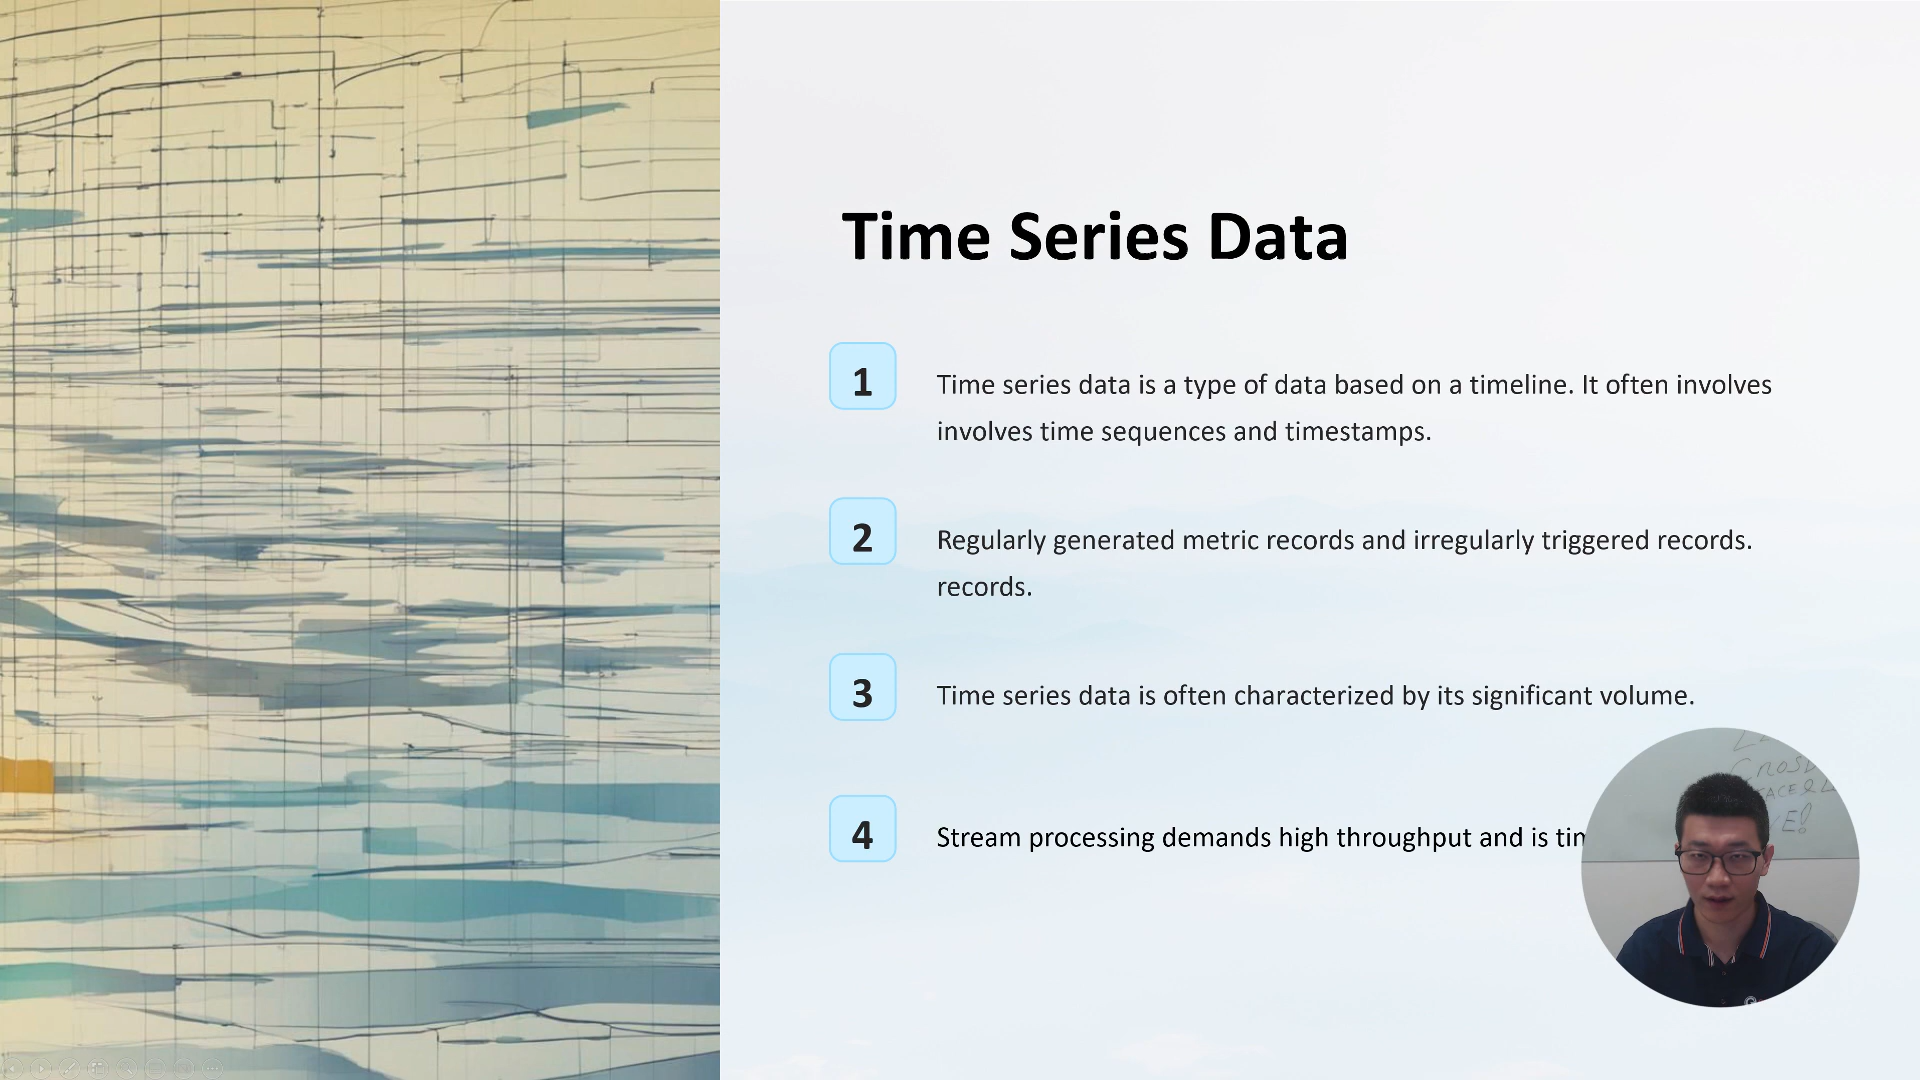 Time Series Data
1
Time series data is a type of data based on a timeline. It often involves
involves time sequences and timestamps.
2
Regularly generated metric records and irregularly triggered records.
records.
3
Time series data is often characterized by its significant volume.
4
Stream processing demands high throughput and is